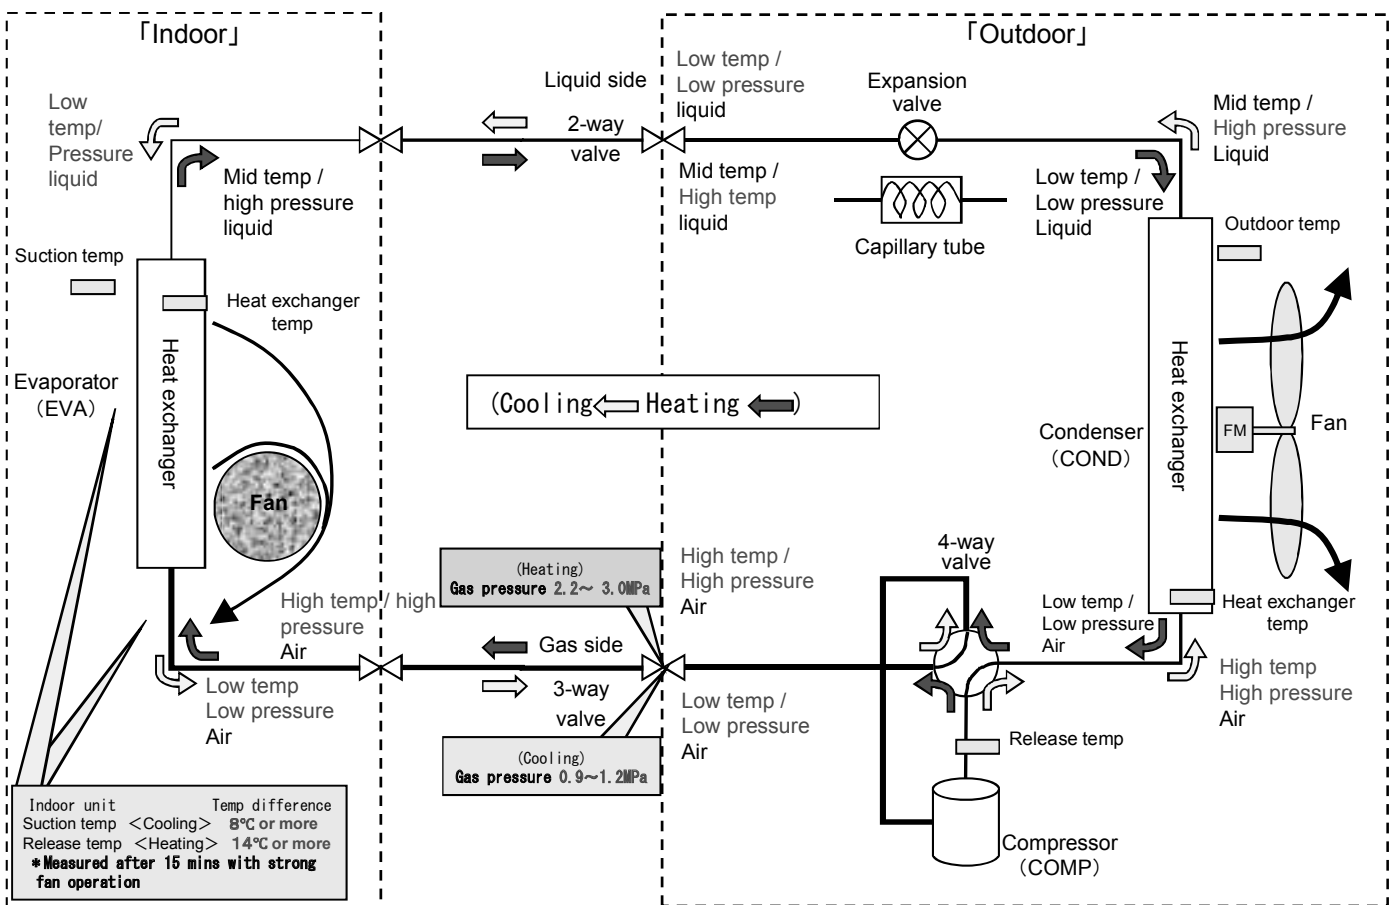 「Indoor」
「Outdoor」
Low
temp/
Pressure
liquid
Mid temp /
high pressure
liquid
Liquid side
2-way
valve
Low temp /
Low pressure
liquid
Mid temp /
High temp
liquid
Expansion
valve
Capillary tube
Mid temp /
High pressure
Liquid
Low temp /
Low pressure
Liquid
Suction temp
Heat exchanger
temp
Heat exchanger
Evaporator
（EVA）
Fan
(Cooling Heating )
Outdoor temp
Heat exchanger
Condenser
（COND）
FM
Fan
Heat exchanger
temp
4-way
valve
Low temp /
Low pressure
Air
High temp
High pressure
Air
(Heating)
Gas pressure 2.2～ 3.0MPa
High temp /
High pressure
Air
High temp / high
pressure
Air
Gas side
3-way
valve
Low temp
Low pressure
Air
Low temp /
Low pressure
Air
(Cooling)
Gas pressure 0.9～1.2MPa
Release temp
Compressor
（COMP）
Indoor unit Temp difference
Suction temp ＜Cooling＞ 8℃ or more
Release temp ＜Heating＞ 14℃ or more
＊Measured after 15 mins with strong
fan operation